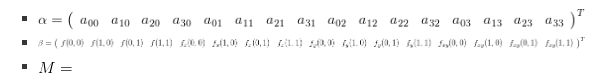 ▪ α = ( a00 a10 a20 a30 a01 a11 a21 a31 a02 a12 a22 a32 a03 a13 a23 a33 )^T
▪ β = ( f(0,0) f(1,0) f(0,1) f(1,1) fx(0,0) fx(1,0) fx(0,1) fx(1,1) fy(0,0) fy(1,0) fy(0,1) fy(1,1) fxy(0,0) fxy(1,0) fxy(0,1) fxy(1,1) )^T
▪ M =